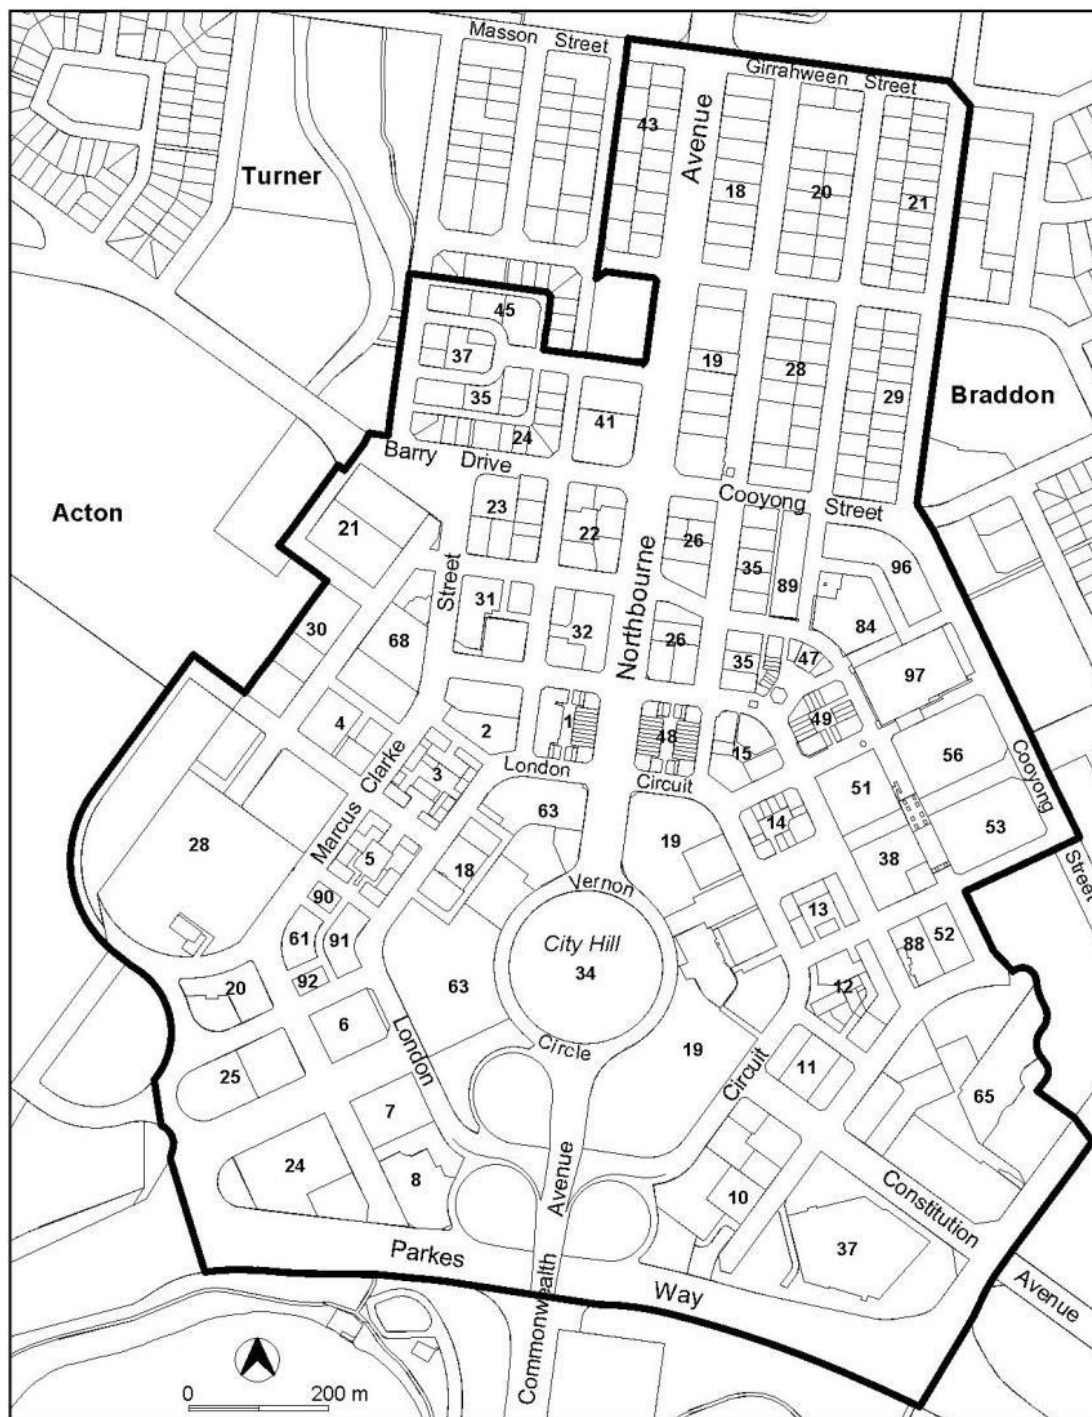 Masson Street
Girrahween Street
43
Avenue
Turner
18
20
21
45
37
19
28
29
Braddon
35
41
24
Barry Drive
Cooyong Street
Acton
21
23
22
26
35
89
96
Street
Northbourne
30
31
32
68
26
84
35
47
97
4
2
1
48
49
15
56
Cooyong
London Circuit
Marcus Clarke
3
51
63
53
28
5
18
19
14
38
Street
Vernon
90
13
61
91
City Hill
34
88
52
92
20
63
12
6
London
Circle
19
Circuit
11
25
7
65
24
8
Avenue
10
Constitution
37
Parkes
Way
Commonwealth
Avenue
0
200 m